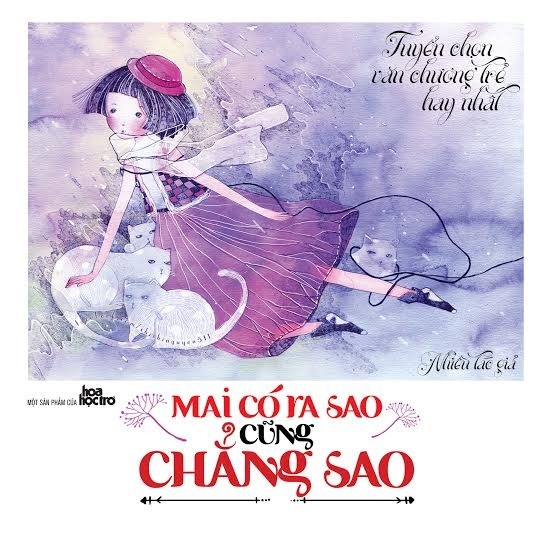 Tuyển chọn
văn chương trẻ
hay nhất
Nhiều tác giả
MỘT SẢN PHẨM CỦA hoa học trò
MAI CÓ RA SAO
CŨNG
CHẲNG SAO